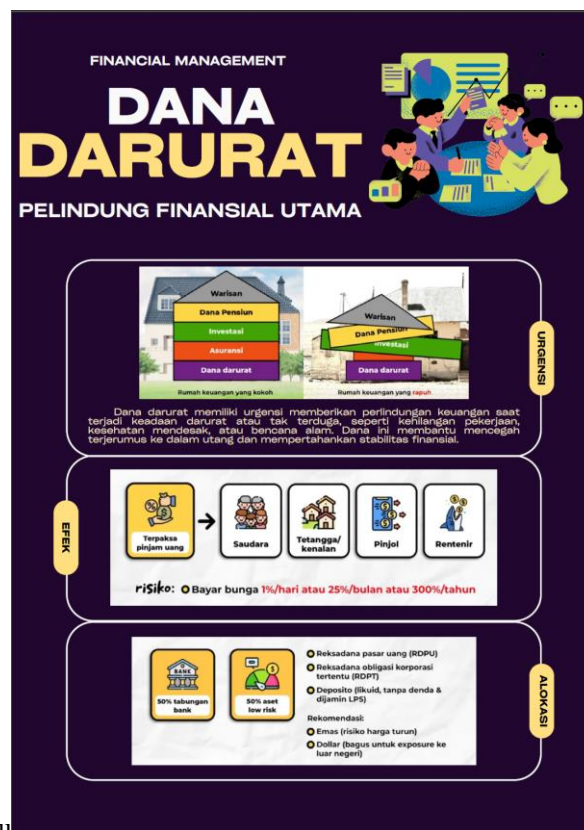 FINANCIAL MANAGEMENT
DANA
DARURAT
PELINDUNG FINANSIAL UTAMA
Warisan
Dana Pensiun
Investasi
Asuransi
Dana darurat
Rumah keuangan yang kokoh
Warisan
Dana Pensiun
Investasi
Dana darurat
Rumah keuangan yang rapuh
URGENSI
Dana darurat memiliki urgensi memberikan perlindungan keuangan saat
terjadi keadaan darurat atau tak terduga, seperti kehilangan pekerjaan,
kesehatan mendesak, atau bencana alam. Dana ini membantu mencegah
terjerumus ke dalam utang dan mempertahankan stabilitas finansial.
EFEK
Terpaksa
pinjam uang
Saudara
Tetangga/
kenalan
Pinjol
Rentenir
risiko: Bayar bunga 1%/hari atau 25%/bulan atau 300%/tahun
ALOKASI
BANK
50% tabungan
bank
50% aset
low risk
Reksadana pasar uang (RDPU)
Reksadana obligasi korporasi
tertentu (RDPT)
Deposito (likuid, tanpa denda &
dijamin LPS)
Rekomendasi:
Emas (risiko harga turun)
Dollar (bagus untuk exposure ke
luar negeri)